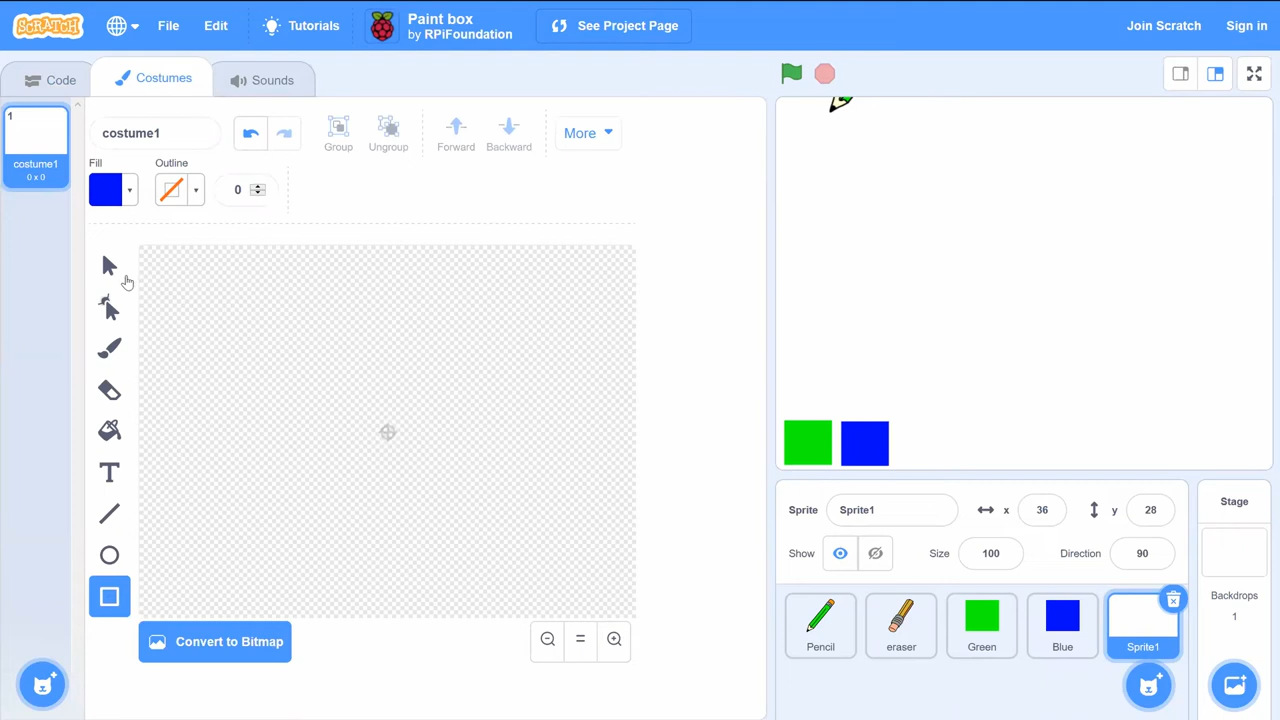 SCRATCH
File
Edit
Tutorials
Paint box
by RPiFoundation
See Project Page
Join Scratch
Sign in
Code
Costumes
Sounds
1
costume1
0 x 0
costume1
Group
Ungroup
Forward
Backward
More
Fill
Outline
0
T
Convert to Bitmap
Sprite
Sprite1
x
36
y
28
Show
Size
100
Direction
90
Pencil
eraser
Green
Blue
Sprite1
Stage
Backdrops
1